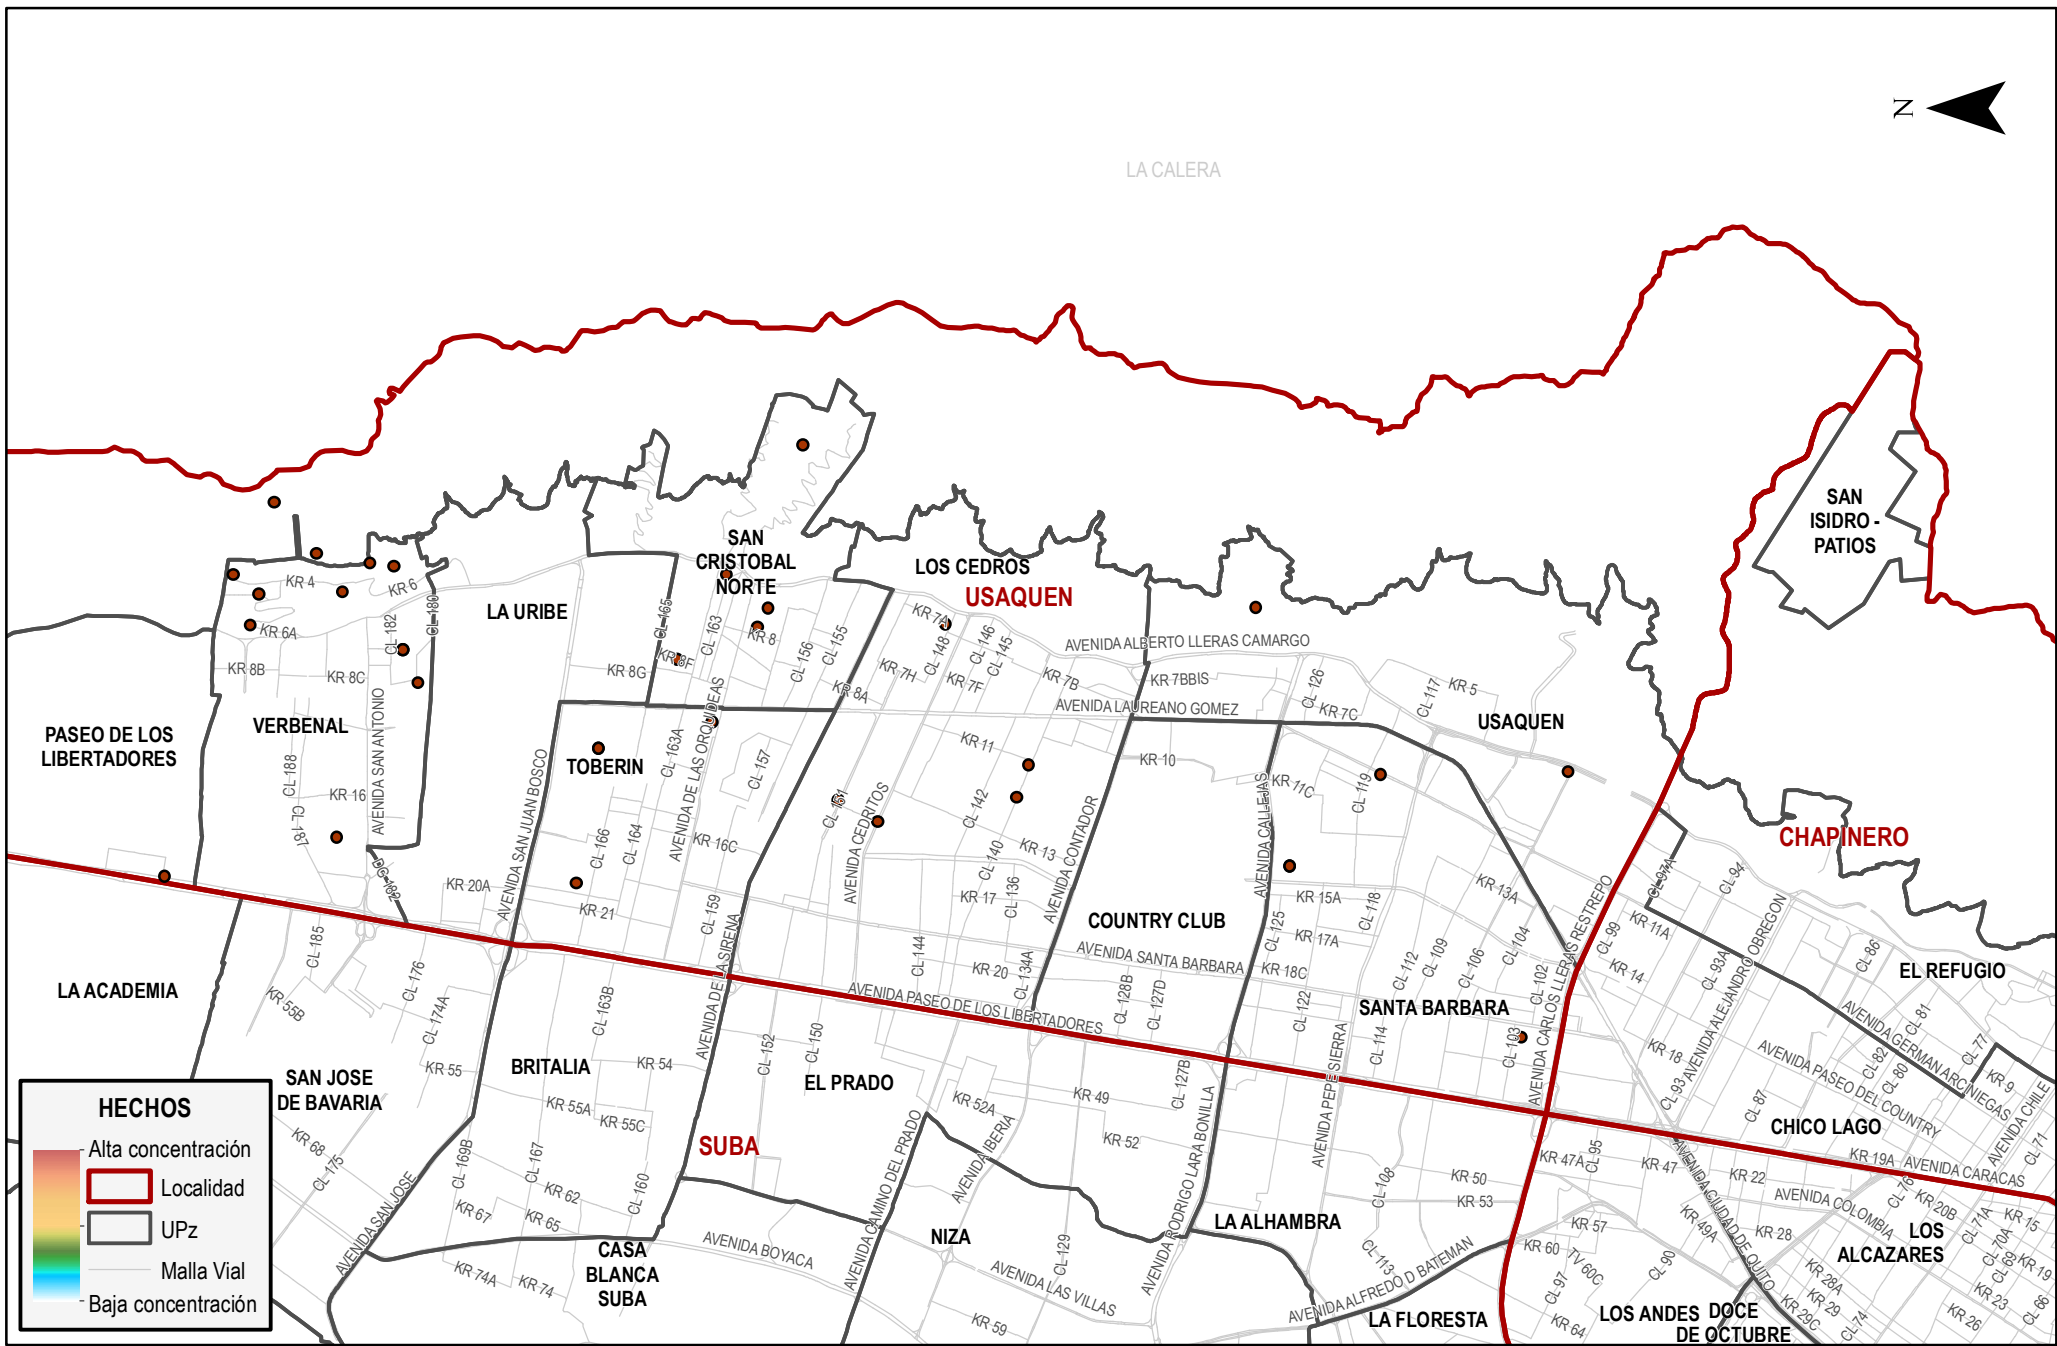 N
LA CALERA
SAN
ISIDRO -
PATIOS
SAN
CRISTOBAL
NORTE
LOS CEDROS
USAQUEN
KR 4
KR 6
LA URIBE
CL 180
CL 182
KR 6A
KR 8B
KR 8C
CL 165
CL 163
KR 8
KR 8F
KR 8G
CL 156
CL 155
KR 8A
KR 7A
CL 148
CL 146
CL 145
KR 7H
KR 7F
KR 7B
AVENIDA ALBERTO LLERAS CAMARGO
KR 7BBIS
AVENIDA LAUREANO GOMEZ
CL 126
KR 7C
CL 117
KR 5
USAQUEN
VERBENAL
PASEO DE LOS
LIBERTADORES
AVENIDA SAN ANTONIO
CL 188
KR 16
CL 187
DG 182
TOBERIN
CL 163A
AVENIDA DE LAS ORQUIDEAS
CL 157
AVENIDA SAN JUAN BOSCO
CL 166
CL 164
KR 16C
KR 20A
KR 21
CL 159
AVENIDA DE LA SIRENA
CL 151
AVENIDA CEDRITOS
KR 11
CL 142
CL 140
KR 13
CL 136
KR 17
AVENIDA CONTADOR
KR 10
AVENIDA CALLEJAS
KR 11C
CL 119
CHAPINERO
COUNTRY CLUB
KR 15A
CL 118
KR 13A
CL 125
KR 17A
CL 104
CL 106
CL 109
CL 112
CL 102
CL 99
AVENIDA CARLOS LLERAS RESTREPO
CL 97A
CL 94
KR 11A
KR 14
CL 93A
AVENIDA ALEJANDRO OBREGON
CL 86
EL REFUGIO
CL 144
KR 20
CL 134A
AVENIDA SANTA BARBARA
KR 18C
CL 128B
CL 127D
CL 122
SANTA BARBARA
AVENIDA PASEO DE LOS LIBERTADORES
LA ACADEMIA
CL 185
KR 55B
CL 176
CL 174A
KR 55
SAN JOSE
DE BAVARIA
KR 68
CL 175
AVENIDA SAN JOSE
BRITALIA
CL 163B
KR 54
KR 55A
KR 55C
CL 169B
CL 167
KR 62
KR 65
KR 67
CL 160
KR 74A
KR 74
CASA
BLANCA
SUBA
SUBA
CL 152
CL 150
EL PRADO
AVENIDA BOYACA
AVENIDA CAMINO DEL PRADO
KR 52A
AVENIDA IBERIA
KR 49
KR 52
CL 127B
AVENIDA RODRIGO LARA BONILLA
NIZA
CL 129
AVENIDA LAS VILLAS
KR 59
AVENIDA PEPE SIERRA
CL 114
CL 103
LA ALHAMBRA
CL 108
CL 113
KR 50
KR 53
AVENIDA ALFREDO D BATEMAN
LA FLORESTA
KR 47A
CL 95
KR 47
KR 57
KR 60
TV 60C
CL 97
KR 64
CL 90
KR 49A
LOS ANDES
DOCE
DE OCTUBRE
AVENIDA CIUDAD DE QUITO
KR 18
CL 93
CL 87
AVENIDA PASEO DEL COUNTRY
AVENIDA GERMAN ARCINIEGAS
CL 82
CL 80
CL 81
CL 77
KR 9
AVENIDA CHILE
CL 71
CHICO LAGO
KR 19A
AVENIDA CARACAS
KR 22
AVENIDA COLOMBIA
CL 76
KR 20B
CL 71A
CL 70A
CL 69
KR 15
KR 19
KR 28
LOS
ALCAZARES
KR 28A
KR 29
KR 29C
CL 74
KR 23
KR 26
CL 66
HECHOS
Alta concentración
Localidad
UPz
Malla Vial
Baja concentración